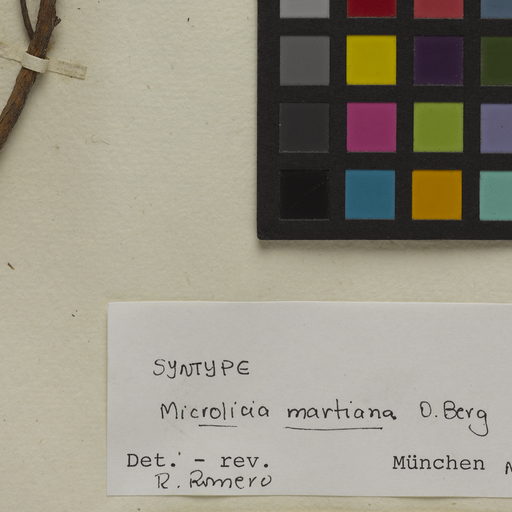 SYNTYPE
Microlicia martiana O. Berg
Det. - rev. München
R. Romero